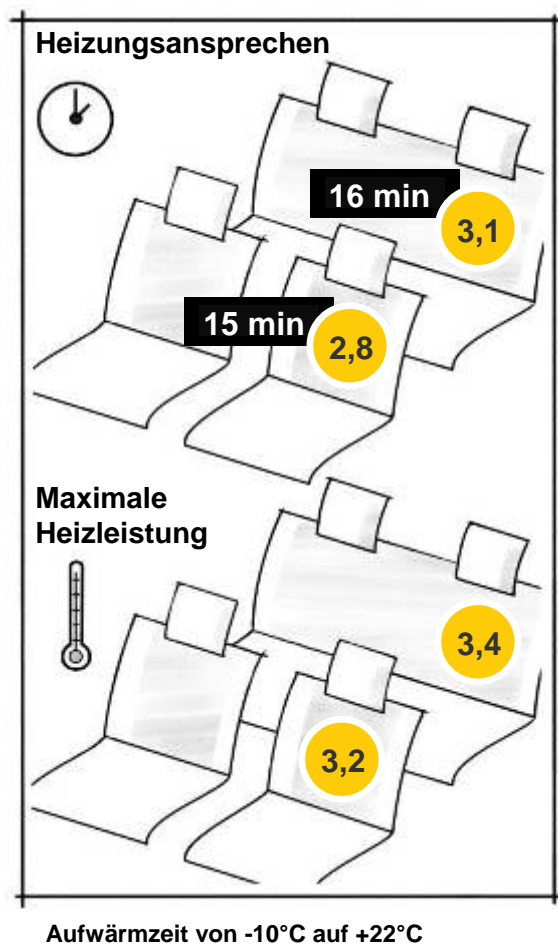 Heizungsansprechen
16 min
3,1
15 min
2,8
Maximale
Heizleistung
3,4
3,2
Aufwärmzeit von -10°C auf +22°C